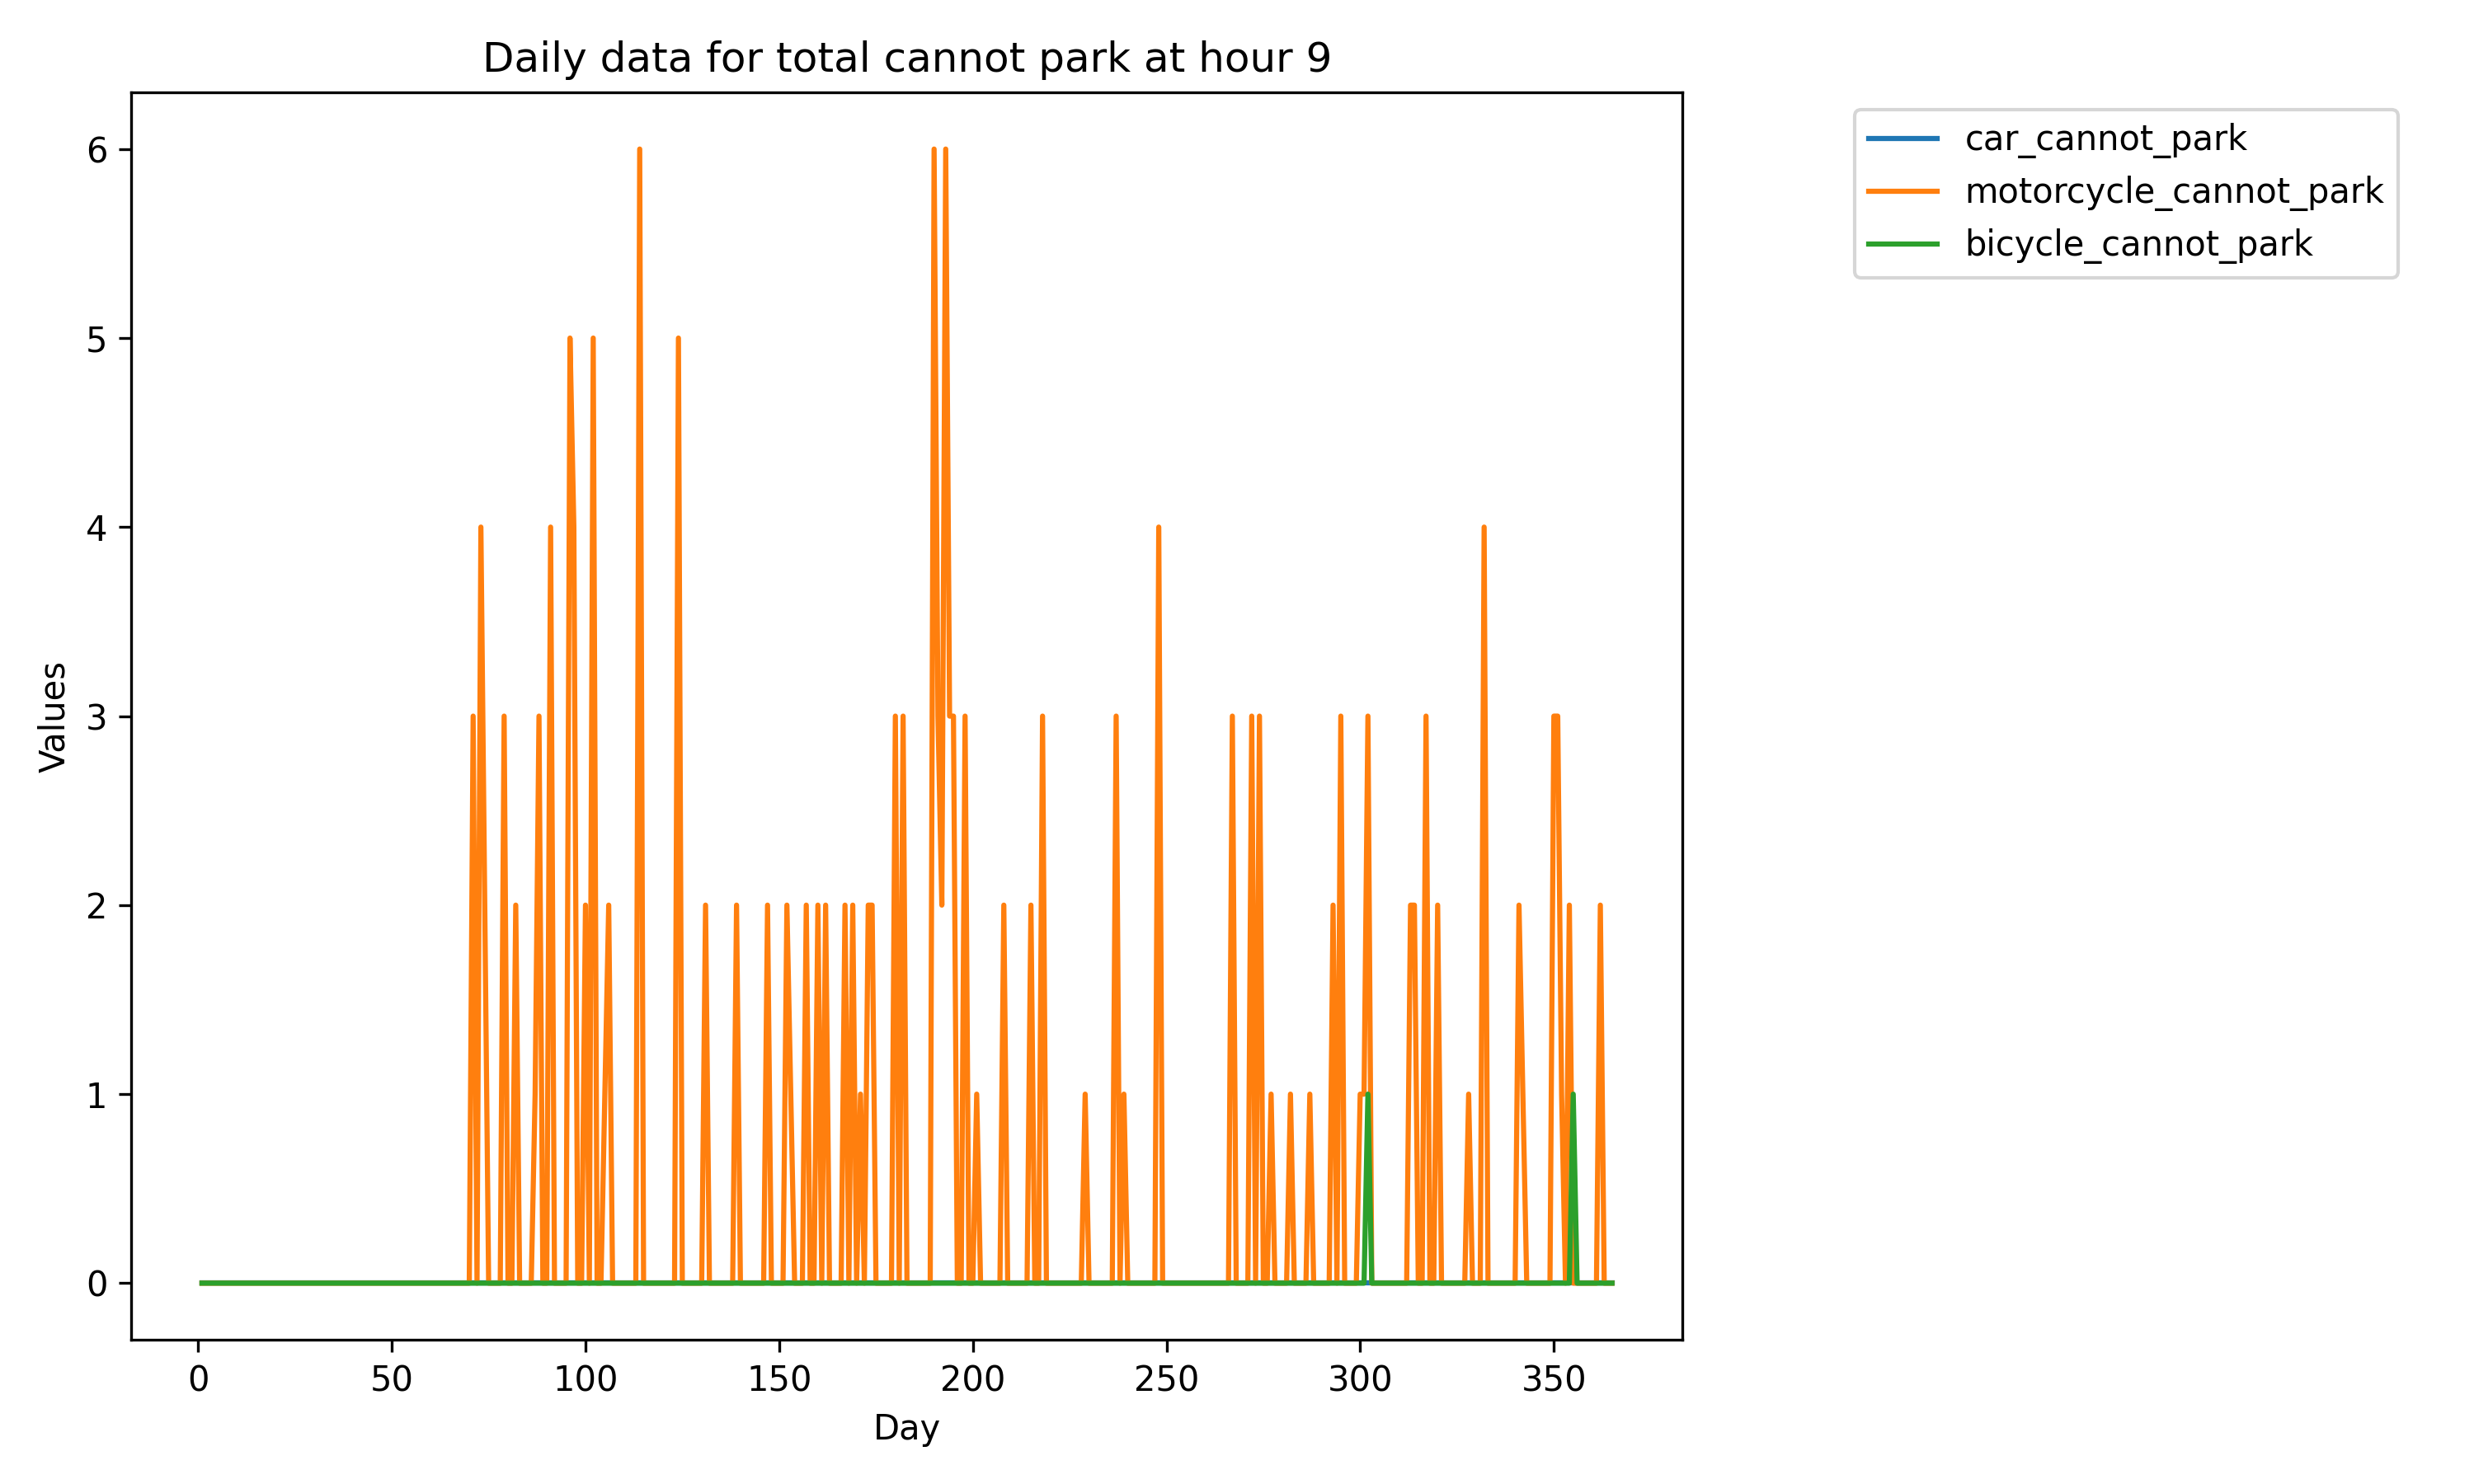 Daily data for total cannot park at hour 9
car_cannot_park
motorcycle_cannot_park
bicycle_cannot_park
6
5
4
3
2
1
0
Values
0 50 100 150 200 250 300 350
Day